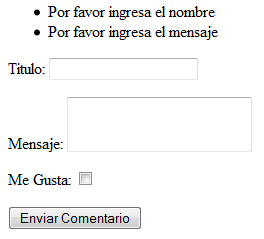 Por favor ingresa el nombre
Por favor ingresa el mensaje
Titulo:
Mensaje:
Me Gusta:
Enviar Comentario